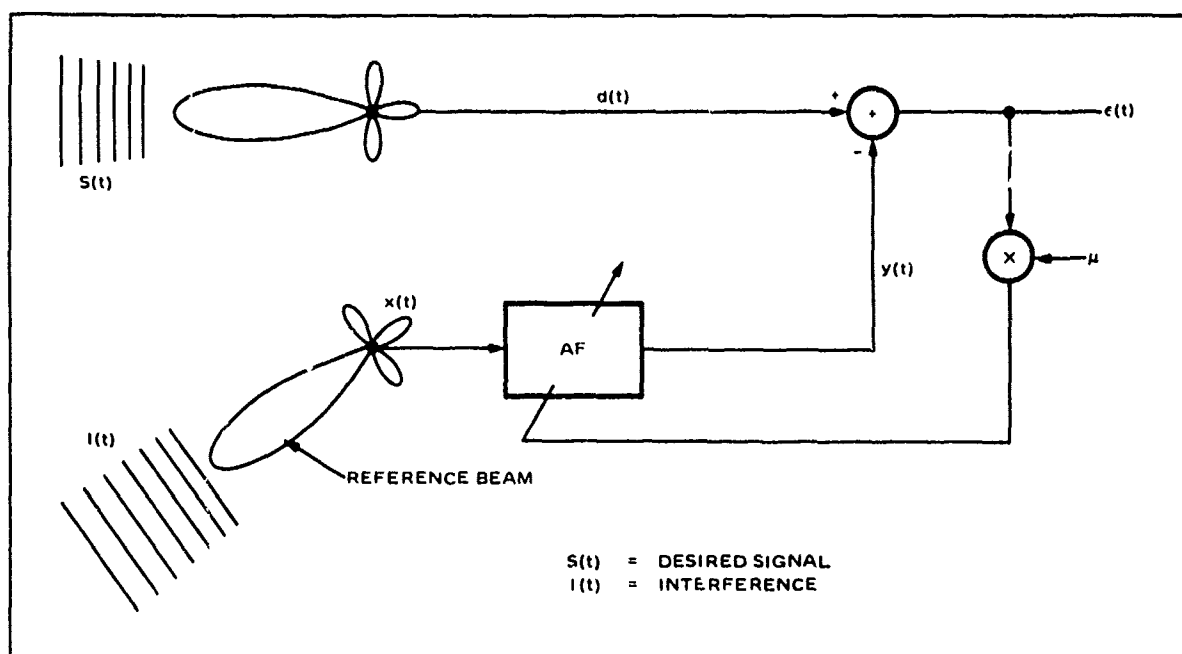 d(t)
+
+
-
ϵ(t)
S(t)
×
μ
y(t)
x(t)
AF
I(t)
REFERENCE BEAM
S(t) = DESIRED SIGNAL
I(t) = INTERFERENCE